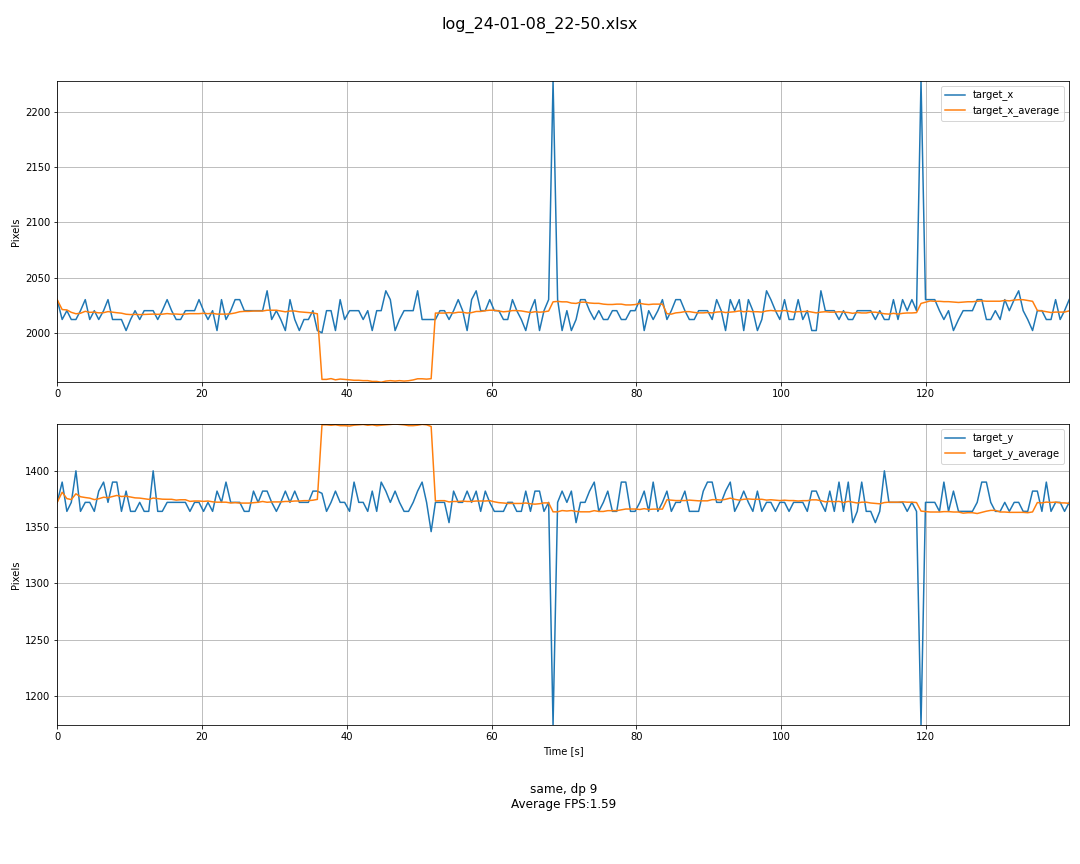 log_24-01-08_22-50.xlsx
target_x
target_x_average
2200
2150
2100
2050
2000
Pixels
0 20 40 60 80 100 120
target_y
target_y_average
1400
1350
1300
1250
1200
Pixels
0 20 40 60 80 100 120
Time [s]
same, dp 9
Average FPS:1.59